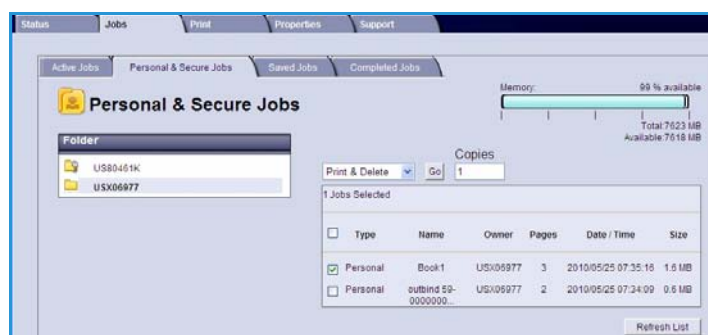 Status Jobs Print Properties Support
Active Jobs Personal & Secure Jobs Saved Jobs Completed Jobs
Personal & Secure Jobs
Memory: 99 % available
Total:7623 MB
Available:7618 MB
Folder
US80461K
USX06977
Copies
Print & Delete Go 1
1 Jobs Selected
Type Name Owner Pages Date / Time Size
Personal Book1 USX06977 3 2010/05/25 07:35:16 1.6 MB
Personal outbind 59- USX06977 2 2010/05/25 07:34:09 0.6 MB
0000000...
Refresh List